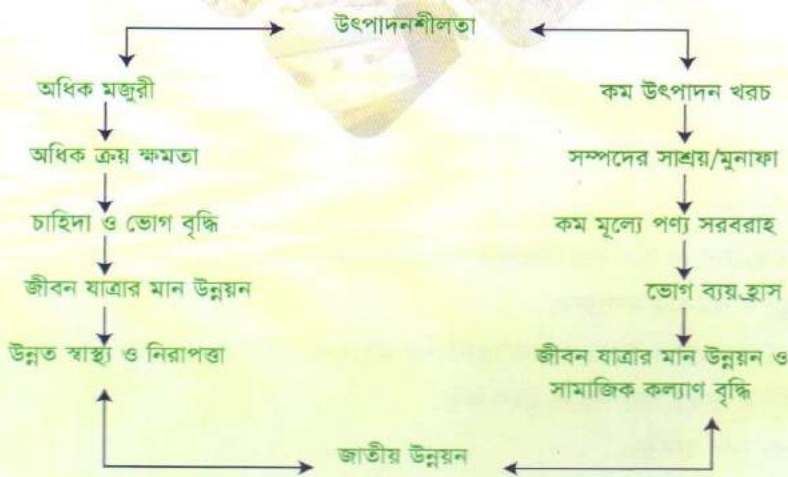 উৎপাদনশীলতা
অধিক মজুরী
কম উৎপাদন খরচ
অধিক ক্রয় ক্ষমতা
সম্পদের সাশ্রয়/মুনাফা
চাহিদা ও ভোগ বৃদ্ধি
কম মূল্যে পণ্য সরবরাহ
জীবন যাত্রার মান উন্নয়ন
ভোগ ব্যয় হ্রাস
উন্নত স্বাস্থ্য ও নিরাপত্তা
জীবন যাত্রার মান উন্নয়ন ও
সামাজিক কল্যাণ বৃদ্ধি
জাতীয় উন্নয়ন